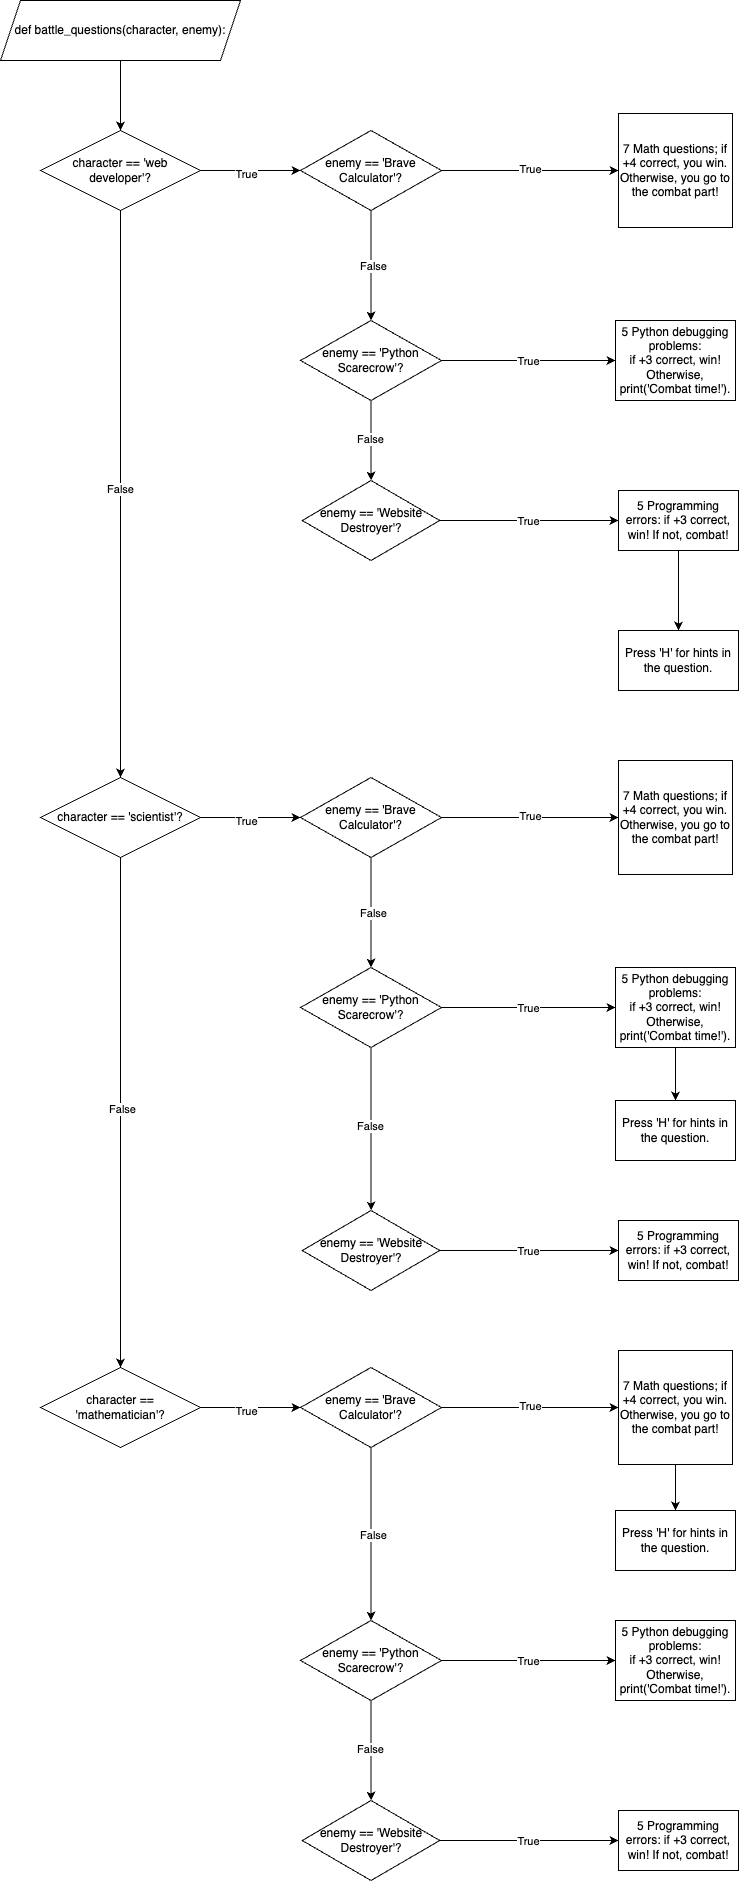 def battle_questions(character, enemy):
character == 'web
developer'?
True
enemy == 'Brave
Calculator'?
True
7 Math questions; if
+4 correct, you win.
Otherwise, you go to
the combat part!
False
enemy == 'Python
Scarecrow'?
True
5 Python debugging
problems:
if +3 correct, win!
Otherwise,
print('Combat time!').
False
False
enemy == 'Website
Destroyer'?
True
5 Programming
errors: if +3 correct,
win! If not, combat!
Press 'H' for hints in
the question.
character == 'scientist'?
True
enemy == 'Brave
Calculator'?
True
7 Math questions; if
+4 correct, you win.
Otherwise, you go to
the combat part!
False
enemy == 'Python
Scarecrow'?
True
5 Python debugging
problems:
if +3 correct, win!
Otherwise,
print('Combat time!').
False
False
Press 'H' for hints in
the question.
enemy == 'Website
Destroyer'?
True
5 Programming
errors: if +3 correct,
win! If not, combat!
character ==
'mathematician'?
True
enemy == 'Brave
Calculator'?
True
7 Math questions; if
+4 correct, you win.
Otherwise, you go to
the combat part!
False
Press 'H' for hints in
the question.
enemy == 'Python
Scarecrow'?
True
5 Python debugging
problems:
if +3 correct, win!
Otherwise,
print('Combat time!').
False
enemy == 'Website
Destroyer'?
True
5 Programming
errors: if +3 correct,
win! If not, combat!